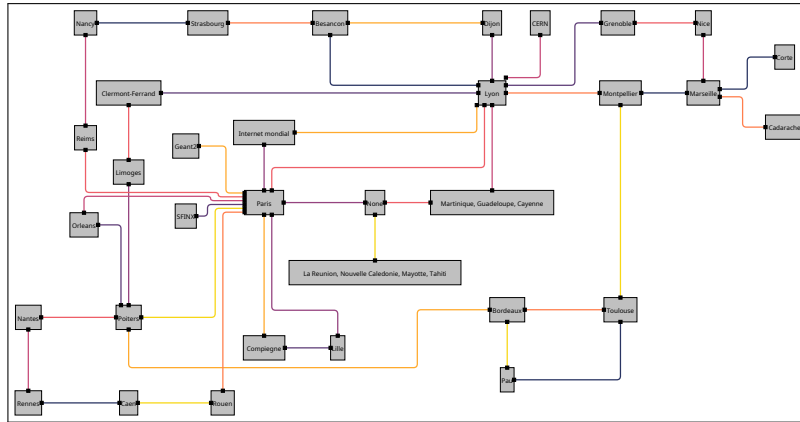 Nancy
Strasbourg
Besancon
Dijon
CERN
Grenoble
Nice
Corte
Clermont-Ferrand
Lyon
Montpellier
Marseille
Cadarache
Internet mondial
Reims
Geant2
Limoges
Paris
None
Martinique, Guadeloupe, Cayenne
SFINX
Orleans
La Reunion, Nouvelle Caledonie, Mayotte, Tahiti
Nantes
Poitiers
Bordeaux
Toulouse
Compiegne
Lille
Pau
Rennes
Caen
Rouen